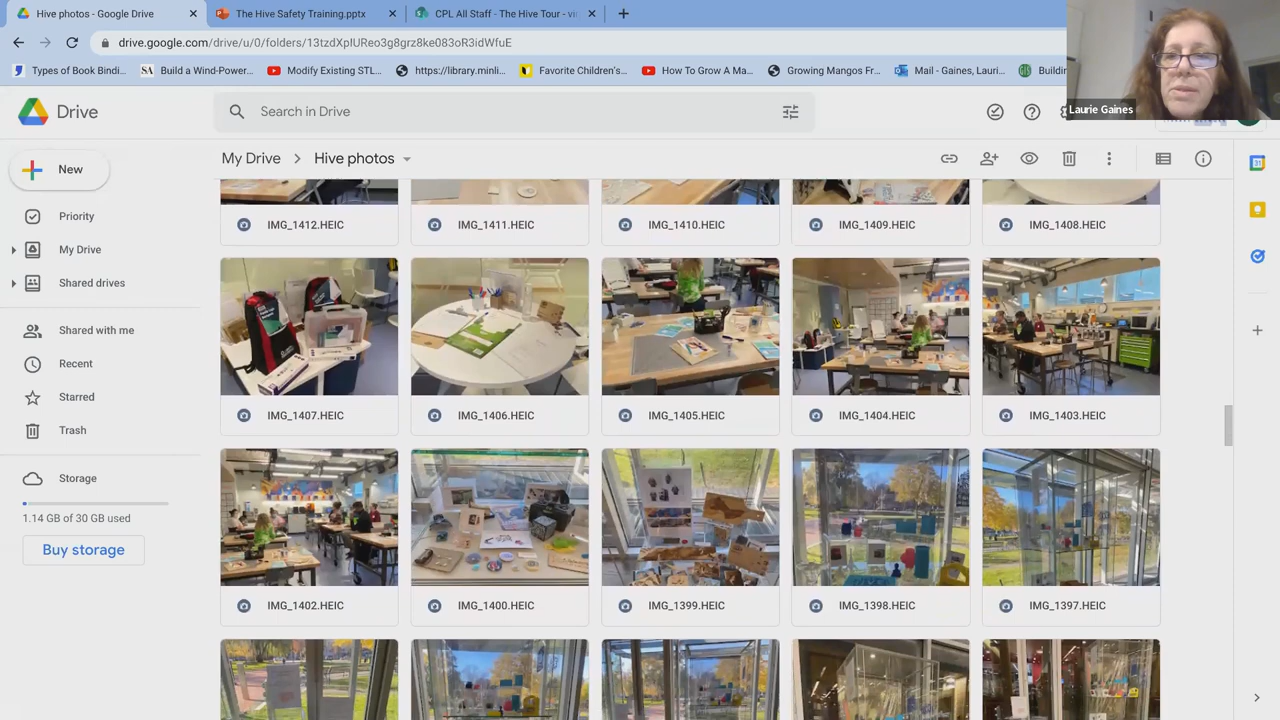 Hive photos - Google Drive
The Hive Safety Training.pptx
CPL All Staff - The Hive Tour - vi
drive.google.com/drive/u/0/folders/13tzdXpIUReo3g8grz8ke083oR3idWfuE
Types of Book Bindi...
Build a Wind-Power...
Modify Existing STL...
https://library.minli...
Favorite Children's...
How To Grow A Ma...
Growing Mangos Fr...
Mail - Gaines, Lauri...
Buildin
Laurie Gaines
Drive
Search in Drive
New
My Drive
Hive photos
Priority
My Drive
Shared drives
Shared with me
Recent
Starred
Trash
Storage
1.14 GB of 30 GB used
Buy storage
IMG_1412.HEIC
IMG_1411.HEIC
IMG_1410.HEIC
IMG_1409.HEIC
IMG_1408.HEIC
IMG_1407.HEIC
IMG_1406.HEIC
IMG_1405.HEIC
IMG_1404.HEIC
IMG_1403.HEIC
IMG_1402.HEIC
IMG_1400.HEIC
IMG_1399.HEIC
IMG_1398.HEIC
IMG_1397.HEIC